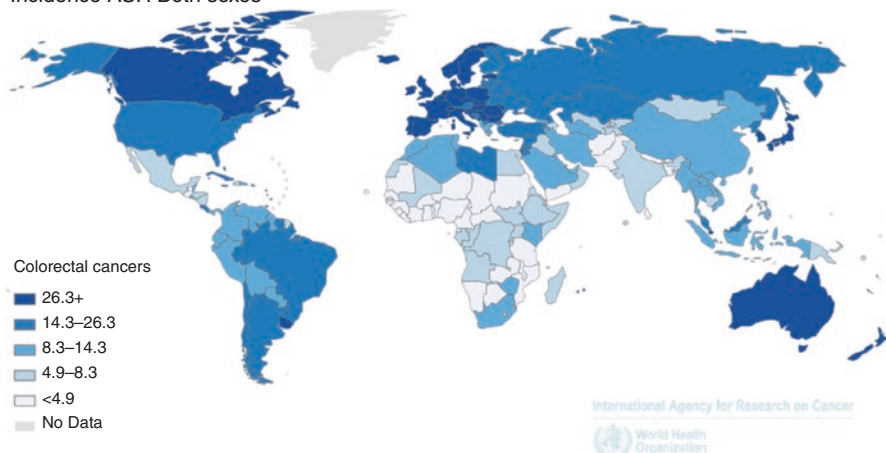 Incidence ASR Both sexes
Colorectal cancers
26.3+
14.3–26.3
8.3–14.3
4.9–8.3
<4.9
No Data
International Agency for Research on Cancer
World Health
Organization